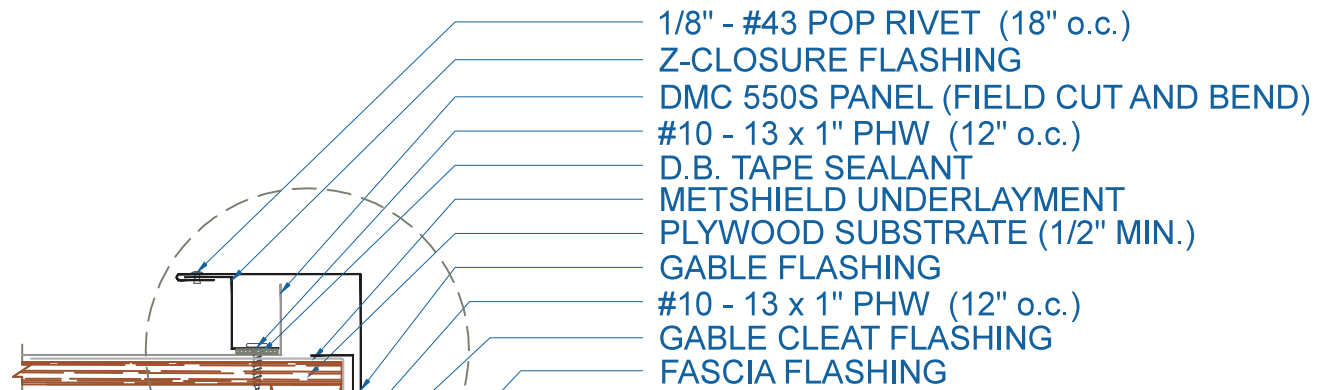 1/8" - #43 POP RIVET (18" o.c.)
Z-CLOSURE FLASHING
DMC 550S PANEL (FIELD CUT AND BEND)
#10 - 13 x 1" PHW (12" o.c.)
D.B. TAPE SEALANT
METSHIELD UNDERLAYMENT
PLYWOOD SUBSTRATE (1/2" MIN.)
GABLE FLASHING
#10 - 13 x 1" PHW (12" o.c.)
GABLE CLEAT FLASHING
FASCIA FLASHING